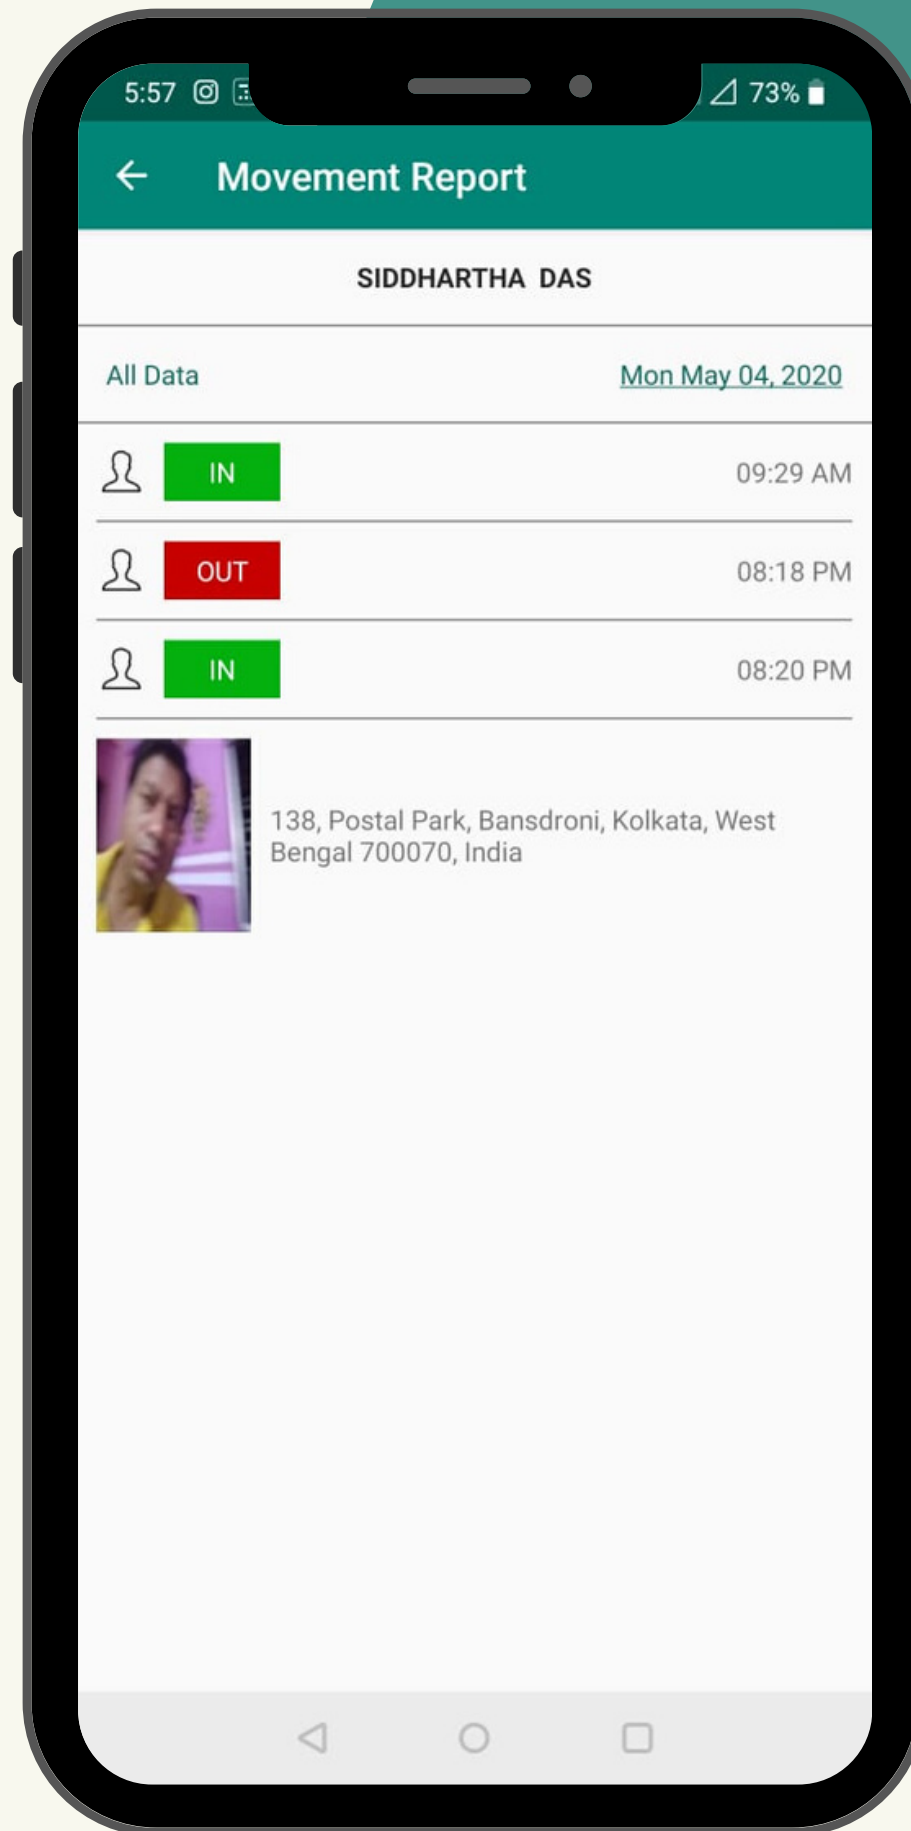 5:57 73%
Movement Report
SIDDHARTHA DAS
All Data Mon May 04, 2020
IN 09:29 AM
OUT 08:18 PM
IN 08:20 PM
138, Postal Park, Bansdroni, Kolkata, West
Bengal 700070, India